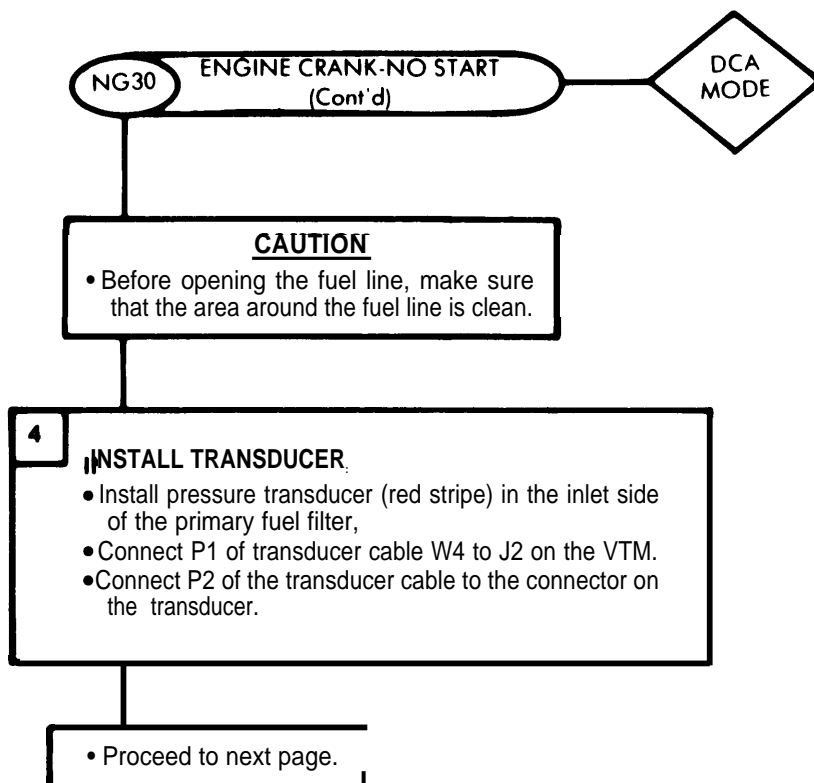 NG30
ENGINE CRANK-NO START
(Cont'd)
DCA
MODE
CAUTION
• Before opening the fuel line, make sure
that the area around the fuel line is clean.
4
INSTALL TRANSDUCER
• Install pressure transducer (red stripe) in the inlet side
of the primary fuel filter,
• Connect P1 of transducer cable W4 to J2 on the VTM.
• Connect P2 of the transducer cable to the connector on
the transducer.
• Proceed to next page.